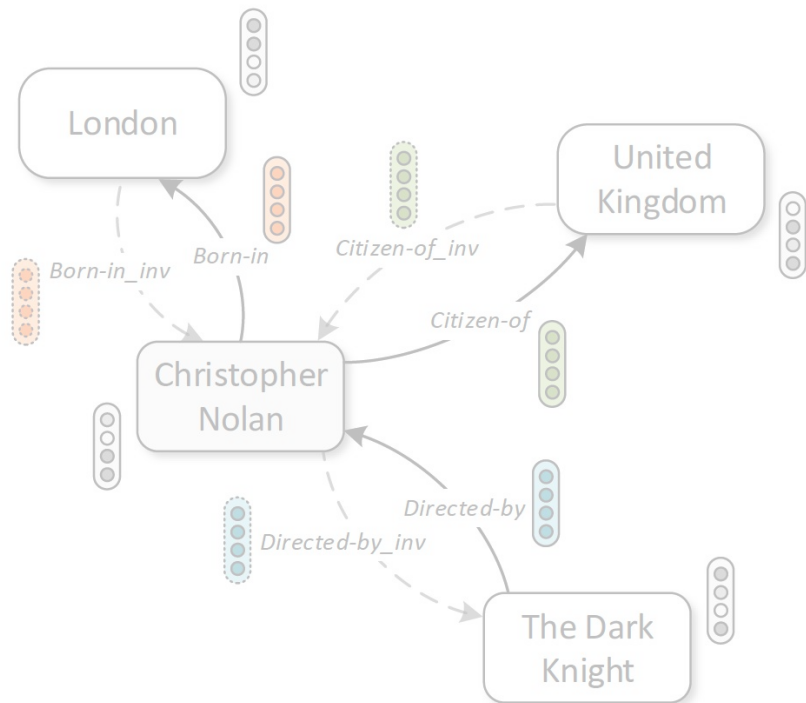 London
United
Kingdom
Born-in
Citizen-of_inv
Born-in_inv
Citizen-of
Christopher
Nolan
Directed-by
Directed-by_inv
The Dark
Knight